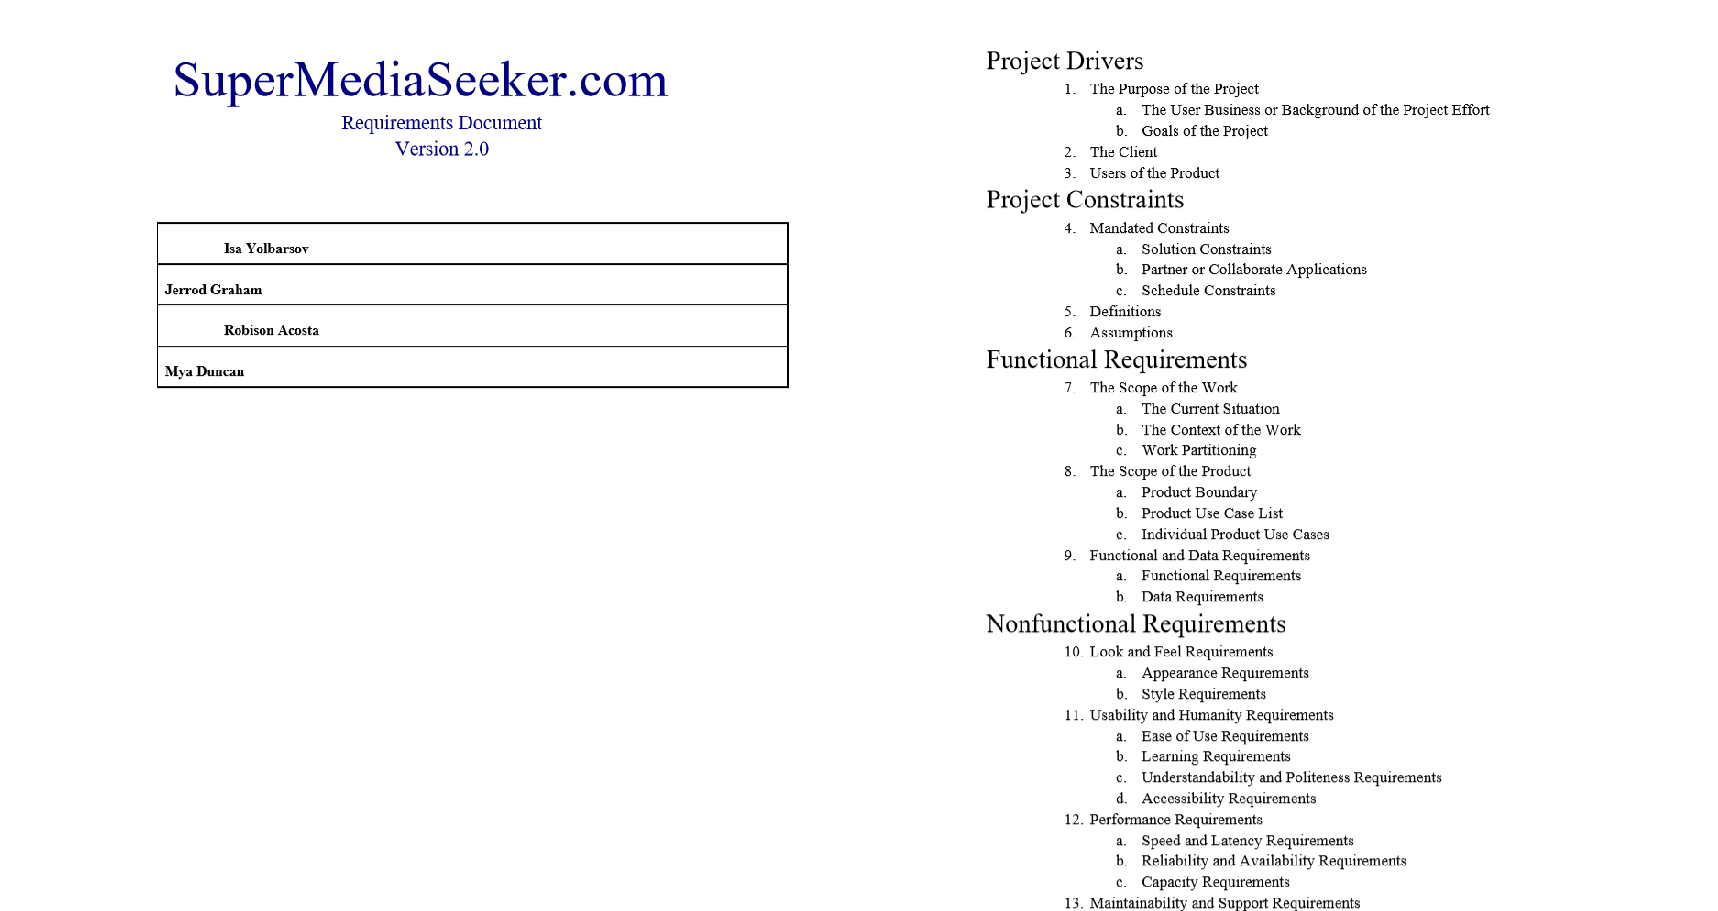 SuperMediaSeeker.com
Requirements Document
Version 2.0
Isa Yolbarsov
Jerrod Graham
Robison Acosta
Mya Duncan
Project Drivers
1. The Purpose of the Project
a. The User Business or Background of the Project Effort
b. Goals of the Project
2. The Client
3. Users of the Product
Project Constraints
4. Mandated Constraints
a. Solution Constraints
b. Partner or Collaborate Applications
c. Schedule Constraints
5. Definitions
6. Assumptions
Functional Requirements
7. The Scope of the Work
a. The Current Situation
b. The Context of the Work
c. Work Partitioning
8. The Scope of the Product
a. Product Boundary
b. Product Use Case List
c. Individual Product Use Cases
9. Functional and Data Requirements
a. Functional Requirements
b. Data Requirements
Nonfunctional Requirements
10. Look and Feel Requirements
a. Appearance Requirements
b. Style Requirements
11. Usability and Humanity Requirements
a. Ease of Use Requirements
b. Learning Requirements
c. Understandability and Politeness Requirements
d. Accessibility Requirements
12. Performance Requirements
a. Speed and Latency Requirements
b. Reliability and Availability Requirements
c. Capacity Requirements
13. Maintainability and Support Requirements